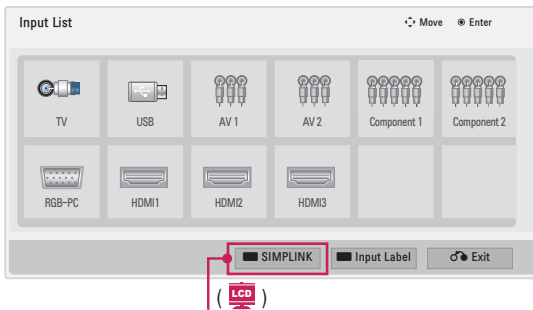 Input List Move Enter
TV USB AV 1 AV 2 Component 1 Component 2
RGB-PC HDMI1 HDMI2 HDMI3
SIMPLINK Input Label Exit
( LCD )